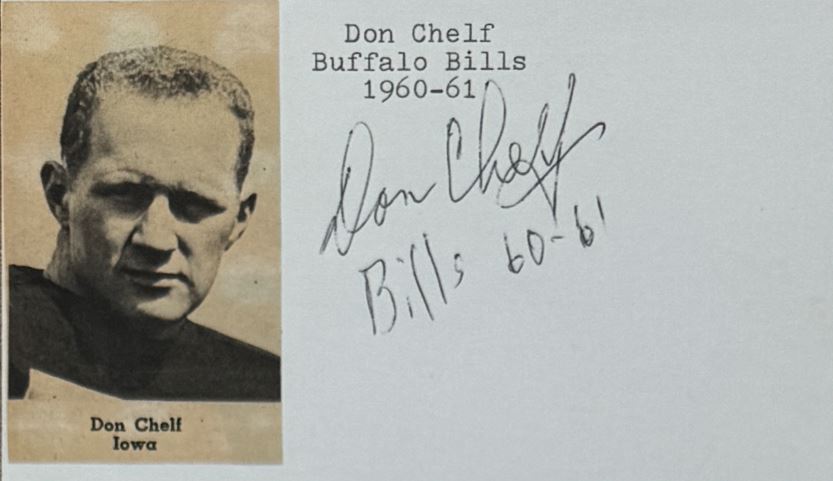 Don Chelf
Buffalo Bills
1960-61
Don Chelf
Bills 60-61
Don Chelf
Iowa